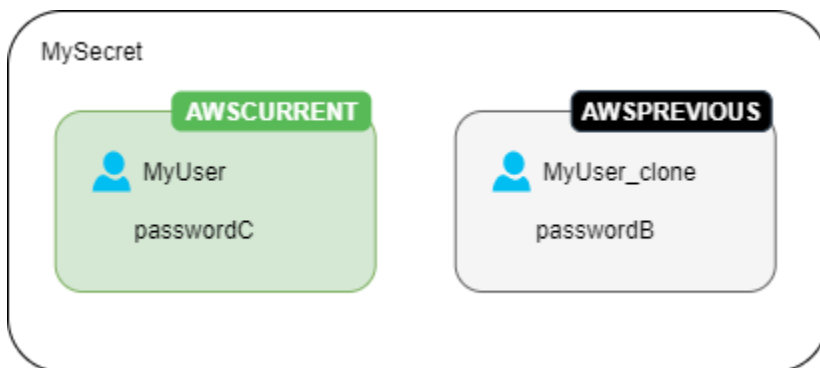 MySecret
AWSCURRENT
MyUser
passwordC
AWSPREVIOUS
MyUser_clone
passwordB